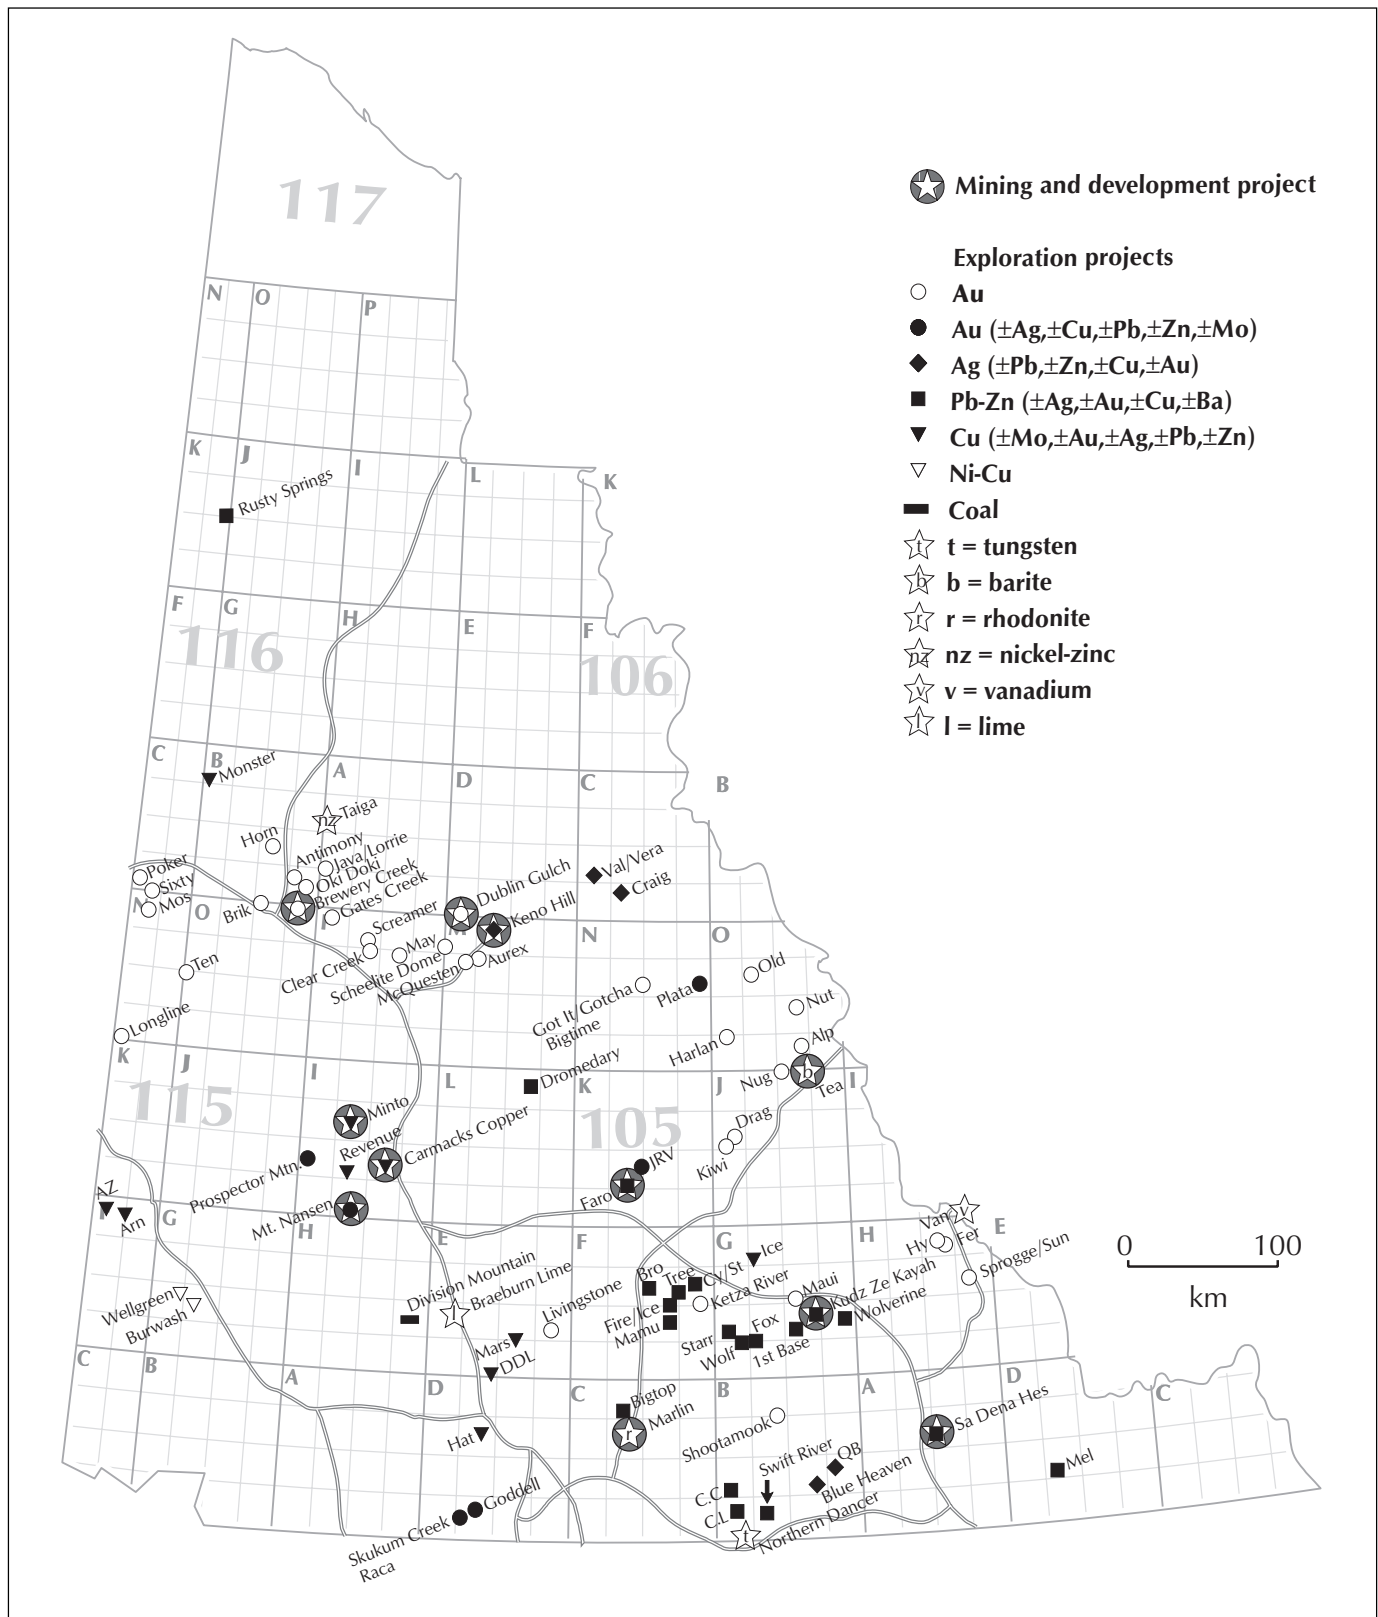 117
Mining and development project
Exploration projects
Au
Au (±Ag,±Cu,±Pb,±Zn,±Mo)
Ag (±Pb,±Zn,±Cu,±Au)
Pb-Zn (±Ag,±Au,±Cu,±Ba)
Cu (±Mo,±Au,±Ag,±Pb,±Zn)
Ni-Cu
Coal
t t = tungsten
b b = barite
r r = rhodonite
nz nz = nickel-zinc
v v = vanadium
l l = lime
N O P
K J I L K
Rusty Springs
F G H E F
116 106
C B A D C B
Monster
nz Taiga
Horn
Antimony
Java/Lorrie
Oki Doki
Brewery Creek
Gates Creek
Poker
Sixty
Mos
Brik
N O P M N O
Dublin Gulch
Keno Hill
Val/Vera
Craig
Screamer
Clear Creek
May
Scheelite Dome
McQuesten
Aurex
Ten
Longline
Got It/Gotcha
Bigtime
Plata
Old
Nut
Harlan
Alp
Nug
b
Tea
K J I L K J I
115 105
Dromedary
Minto
Revenue
Carmacks Copper
Prospector Mtn.
Mt. Nansen
JRV
Faro
Drag
Kiwi
AZ
Arn
G H E F G H E
Van v
Hy
Fer
Sprogge/Sun
0 100
km
Wellgreen
Burwash
Division Mountain
l Braeburn Lime
Livingstone
Mars
DDL
Bro
Tree
Cy/St
Ice
Fire/Ice
Mamu
Ketza River
Maui
Kudz Ze Kayah
Wolverine
Starr
Wolf
Fox
1st Base
C B A D C B A D C
Hat
Bigtop
r Marlin
Shootamook
Sa Dena Hes
Mel
Swift River
QB
Blue Heaven
C.C
C.L
t Northern Dancer
Goddell
Skukum Creek
Raca